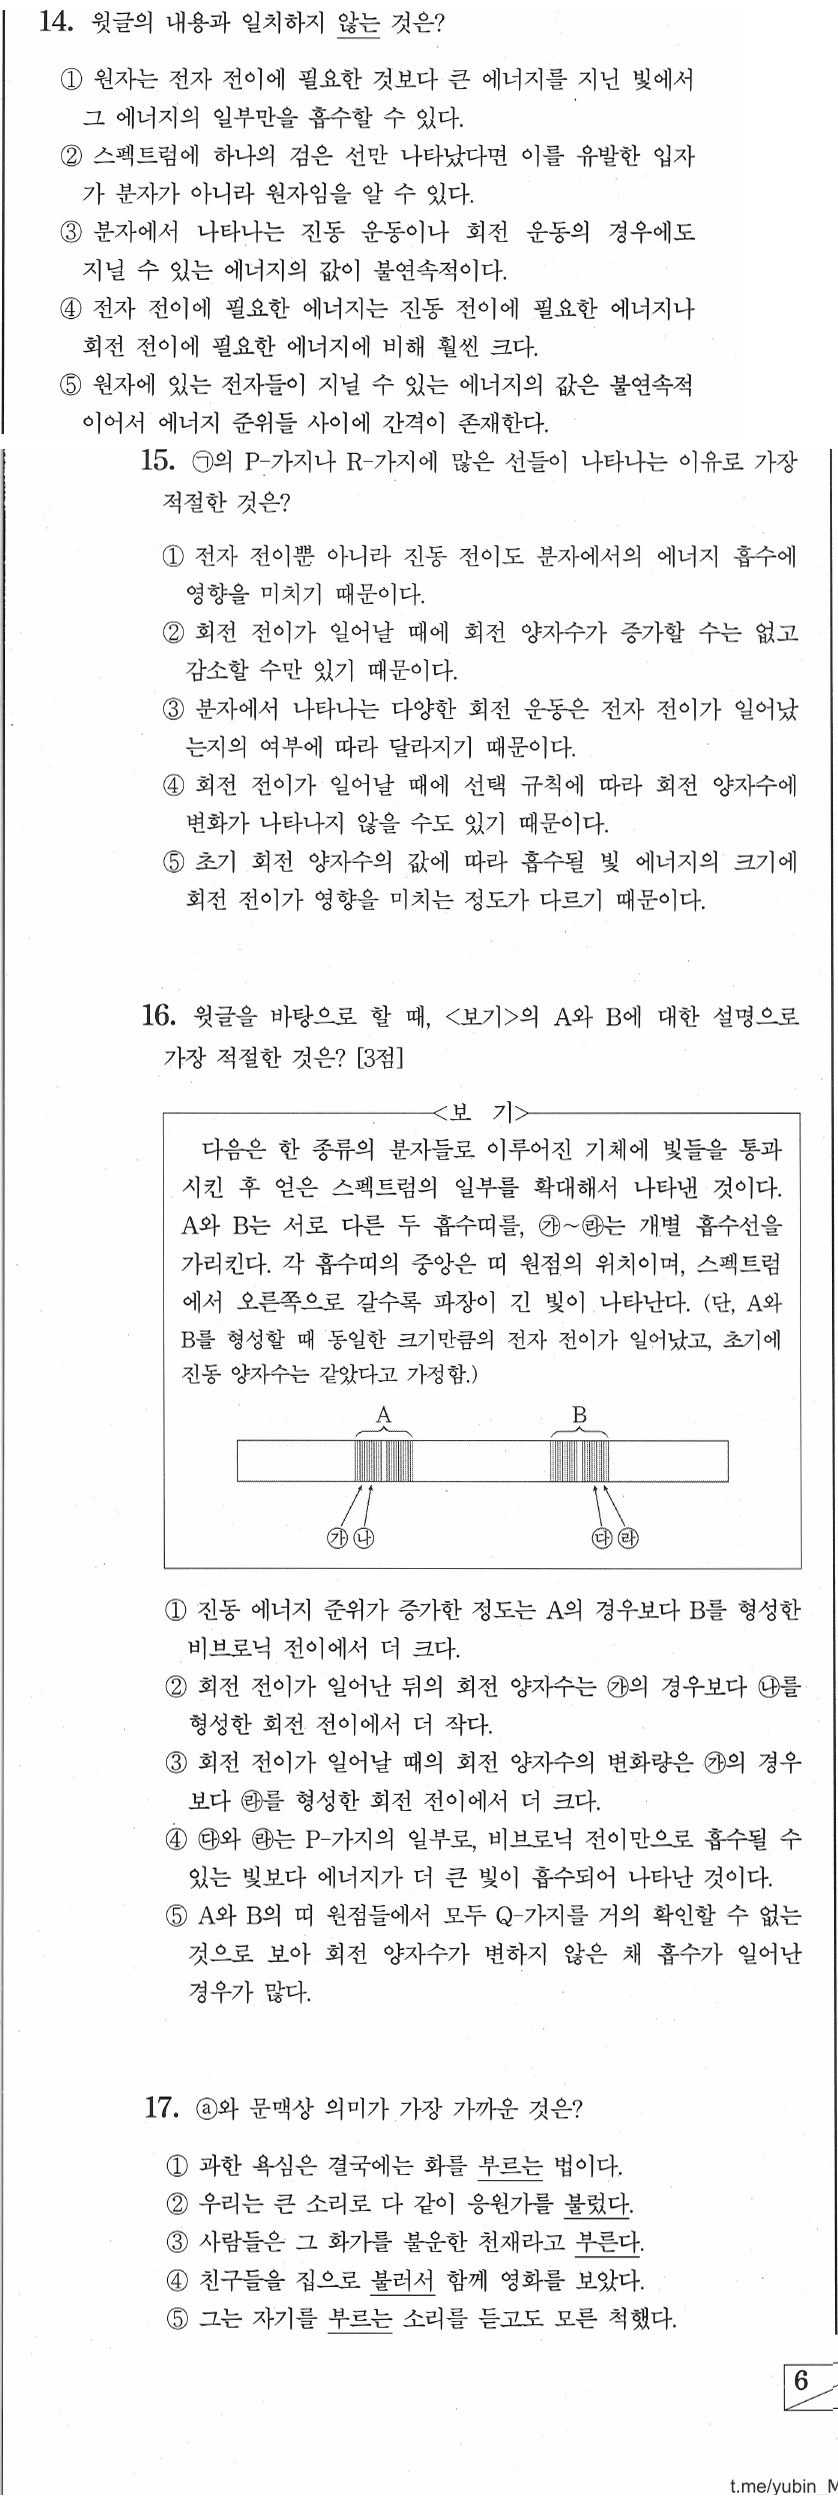 14. 윗글의 내용과 일치하지 않는 것은?
① 원자는 전자 전이에 필요한 것보다 큰 에너지를 지닌 빛에서
그 에너지의 일부만을 흡수할 수 있다.
② 스펙트럼에 하나의 검은 선만 나타났다면 이를 유발한 입자
가 분자가 아니라 원자임을 알 수 있다.
③ 분자에서 나타나는 진동 운동이나 회전 운동의 경우에도
지닐 수 있는 에너지의 값이 불연속적이다.
④ 전자 전이에 필요한 에너지는 진동 전이에 필요한 에너지나
회전 전이에 필요한 에너지에 비해 훨씬 크다.
⑤ 원자에 있는 전자들이 지닐 수 있는 에너지의 값은 불연속적
이어서 에너지 준위들 사이에 간격이 존재한다.
15. ㉠의 P-가지나 R-가지에 많은 선들이 나타나는 이유로 가장
적절한 것은?
① 전자 전이뿐 아니라 진동 전이도 분자에서의 에너지 흡수에
영향을 미치기 때문이다.
② 회전 전이가 일어날 때에 회전 양자수가 증가할 수는 없고
감소할 수만 있기 때문이다.
③ 분자에서 나타나는 다양한 회전 운동은 전자 전이가 일어났
는지의 여부에 따라 달라지기 때문이다.
④ 회전 전이가 일어날 때에 선택 규칙에 따라 회전 양자수에
변화가 나타나지 않을 수도 있기 때문이다.
⑤ 초기 회전 양자수의 값에 따라 흡수될 빛 에너지의 크기에
회전 전이가 영향을 미치는 정도가 다르기 때문이다.
16. 윗글을 바탕으로 할 때, <보기>의 A와 B에 대한 설명으로
가장 적절한 것은? [3점]
<보 기>
다음은 한 종류의 분자들로 이루어진 기체에 빛들을 통과
시킨 후 얻은 스펙트럼의 일부를 확대해서 나타낸 것이다.
A와 B는 서로 다른 두 흡수띠를, ㉮~㉱는 개별 흡수선을
가리킨다. 각 흡수띠의 중앙은 띠 원점의 위치이며, 스펙트럼
에서 오른쪽으로 갈수록 파장이 긴 빛이 나타난다. (단, A와
B를 형성할 때 동일한 크기만큼의 전자 전이가 일어났고, 초기에
진동 양자수는 같았다고 가정함.)
A B
㉮ ㉯ ㉰ ㉱
① 진동 에너지 준위가 증가한 정도는 A의 경우보다 B를 형성한
비브로닉 전이에서 더 크다.
② 회전 전이가 일어난 뒤의 회전 양자수는 ㉮의 경우보다 ㉯를
형성한 회전 전이에서 더 작다.
③ 회전 전이가 일어날 때의 회전 양자수의 변화량은 ㉮의 경우
보다 ㉱를 형성한 회전 전이에서 더 크다.
④ ㉰와 ㉱는 P-가지의 일부로, 비브로닉 전이만으로 흡수될 수
있는 빛보다 에너지가 더 큰 빛이 흡수되어 나타난 것이다.
⑤ A와 B의 띠 원점들에서 모두 Q-가지를 거의 확인할 수 없는
것으로 보아 회전 양자수가 변하지 않은 채 흡수가 일어난
경우가 많다.
17. ⓐ와 문맥상 의미가 가장 가까운 것은?
① 과한 욕심은 결국에는 화를 부르는 법이다.
② 우리는 큰 소리로 다 같이 응원가를 불렀다.
③ 사람들은 그 화가를 불운한 천재라고 부른다.
④ 친구들을 집으로 불러서 함께 영화를 보았다.
⑤ 그는 자기를 부르는 소리를 듣고도 모른 척했다.
6
t.me/yubin_M